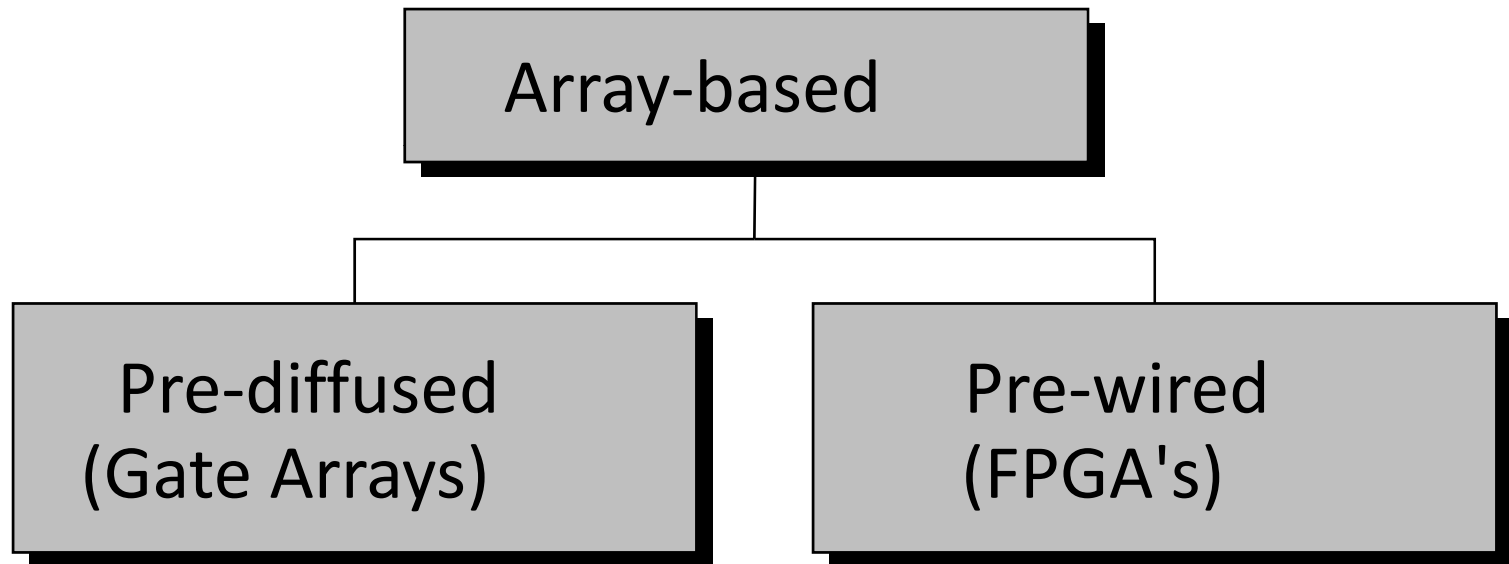 Array-based
Pre-diffused
(Gate Arrays)
Pre-wired
(FPGA's)